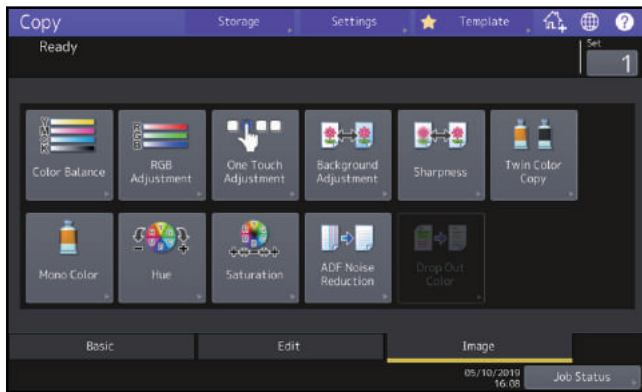 Copy Storage Settings Template ?
Ready Set
1
Color Balance
RGB
Adjustment
One Touch
Adjustment
Background
Adjustment
Sharpness
Twin Color
Copy
Mono Color
Hue
Saturation
ADF Noise
Reduction
Drop Out
Color
Basic Edit Image
05/10/2019
16:08
Job Status